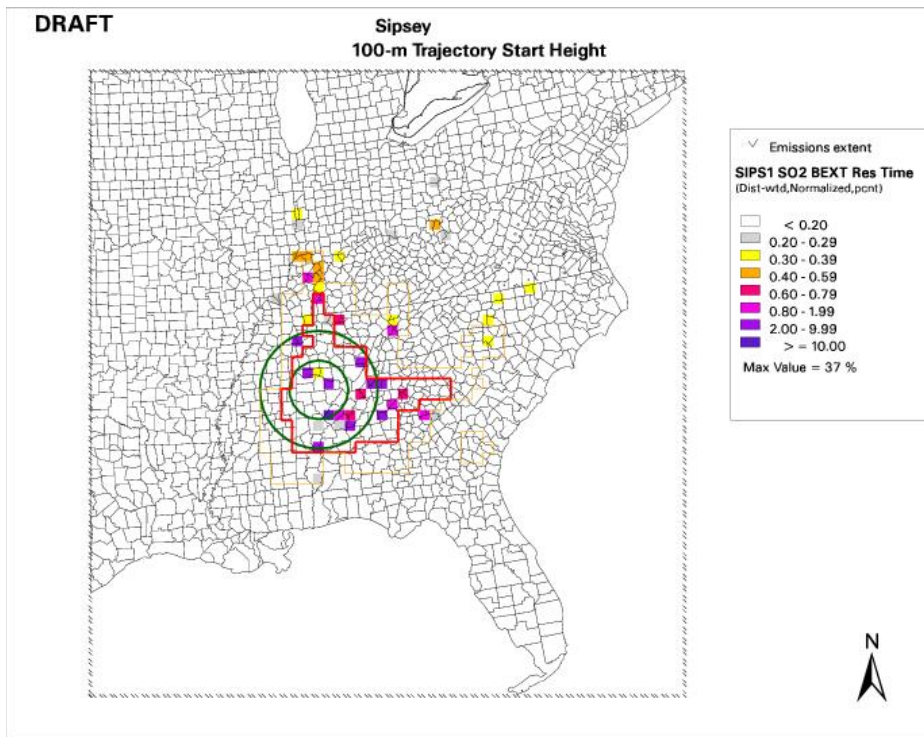 DRAFT
Sipsey
100-m Trajectory Start Height
Emissions extent
SIPS1 SO2 BEXT Res Time
(Dist-wtd,Normalized,pcnt)
< 0.20
0.20 - 0.29
0.30 - 0.39
0.40 - 0.59
0.60 - 0.79
0.80 - 1.99
2.00 - 9.99
> = 10.00
Max Value = 37 %
N